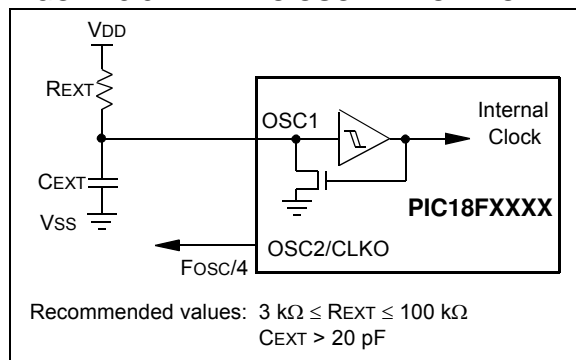 VDD
REXT
OSC1
Internal
Clock
CEXT
PIC18FXXXX
VSS
OSC2/CLKO
FOSC/4
Recommended values: 3 kΩ ≤ REXT ≤ 100 kΩ
CEXT > 20 pF